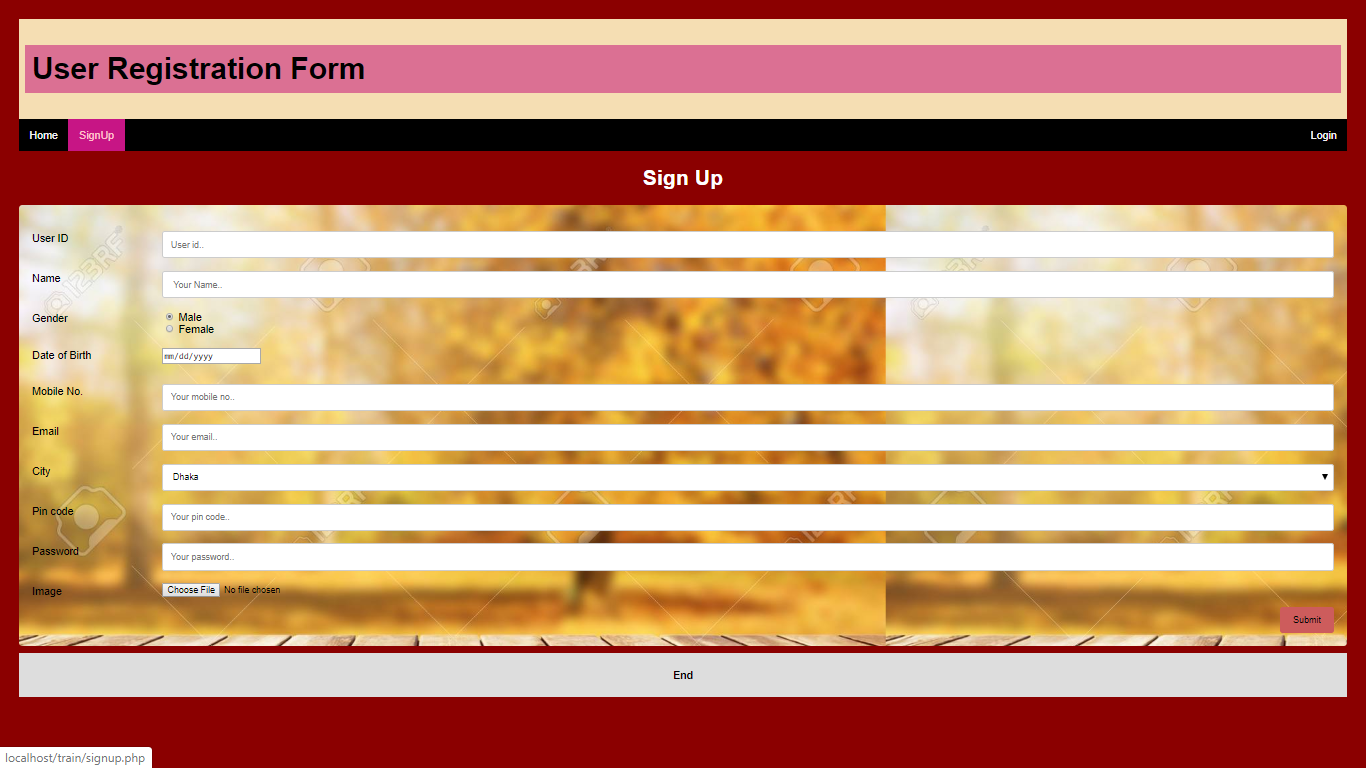 User Registration Form
Home SignUp Login
Sign Up
User ID User id..
Name Your Name..
Gender Male
Female
Date of Birth mm/dd/yyyy
Mobile No. Your mobile no..
Email Your email..
City Dhaka
Pin code Your pin code..
Password Your password..
Image Choose File No file chosen
Submit
End
localhost/train/signup.php
123RF